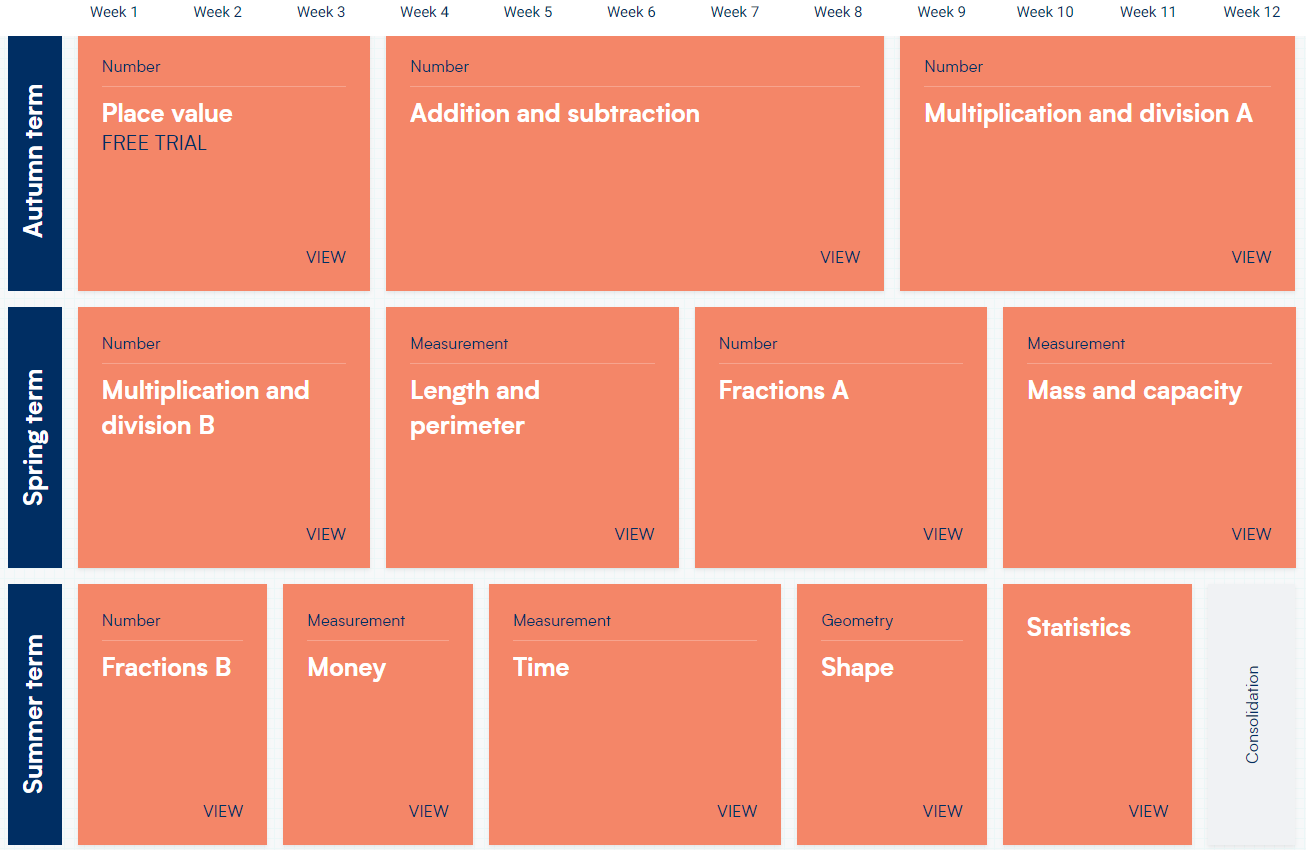 Week 1 Week 2 Week 3 Week 4 Week 5 Week 6 Week 7 Week 8 Week 9 Week 10 Week 11 Week 12
Autumn term
Number
Place value
FREE TRIAL
VIEW
Number
Addition and subtraction
VIEW
Number
Multiplication and division A
VIEW
Spring term
Number
Multiplication and
division B
VIEW
Measurement
Length and
perimeter
VIEW
Number
Fractions A
VIEW
Measurement
Mass and capacity
VIEW
Summer term
Number
Fractions B
VIEW
Measurement
Money
VIEW
Measurement
Time
VIEW
Geometry
Shape
VIEW
Statistics
VIEW
Consolidation